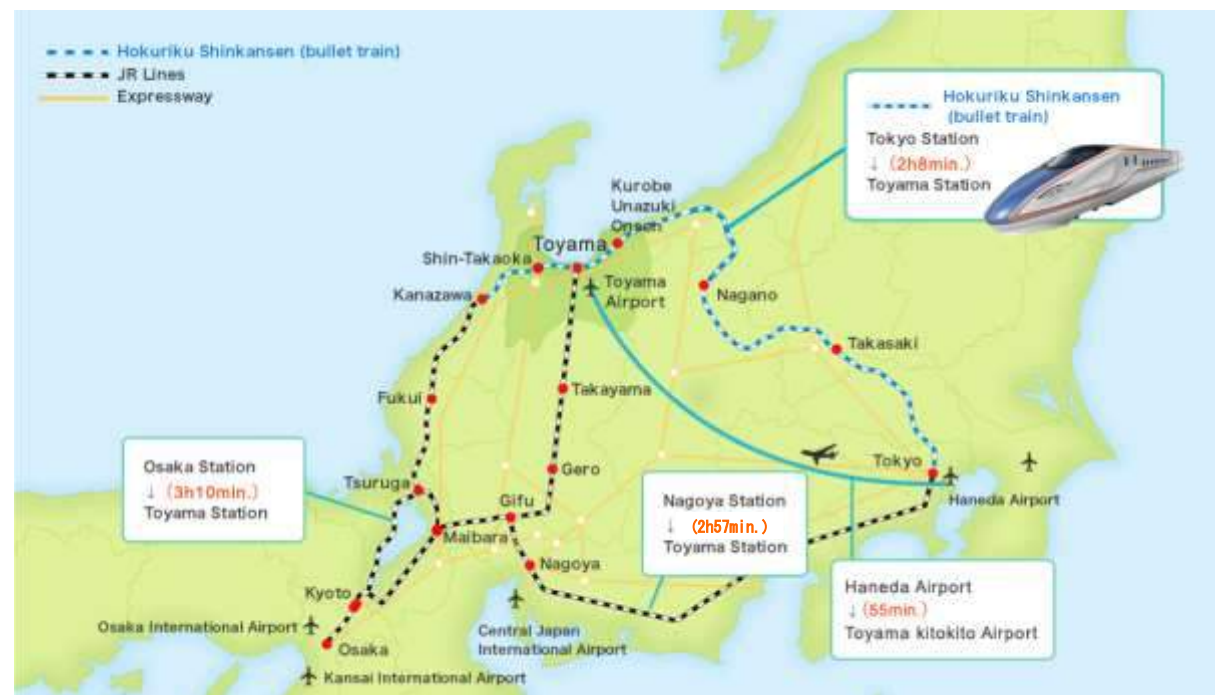 Hokuriku Shinkansen (bullet train)
JR Lines
Expressway
Hokuriku Shinkansen
(bullet train)
Tokyo Station
↓ (2h8min.)
Toyama Station
Kurobe
Unazuki
Onsen
Toyama
Shin-Takaoka
Kanazawa
Toyama
Airport
Nagano
Takasaki
Takayama
Fukui
Osaka Station
↓ (3h10min.)
Toyama Station
Tsuruga
Gero
Gifu
Maibara
Nagoya
Nagoya Station
↓ (2h57min.)
Toyama Station
Tokyo
Haneda Airport
Haneda Airport
↓ (55min.)
Toyama kitokito Airport
Kyoto
Osaka International Airport
Osaka
Central Japan
International Airport
Kansai International Airport